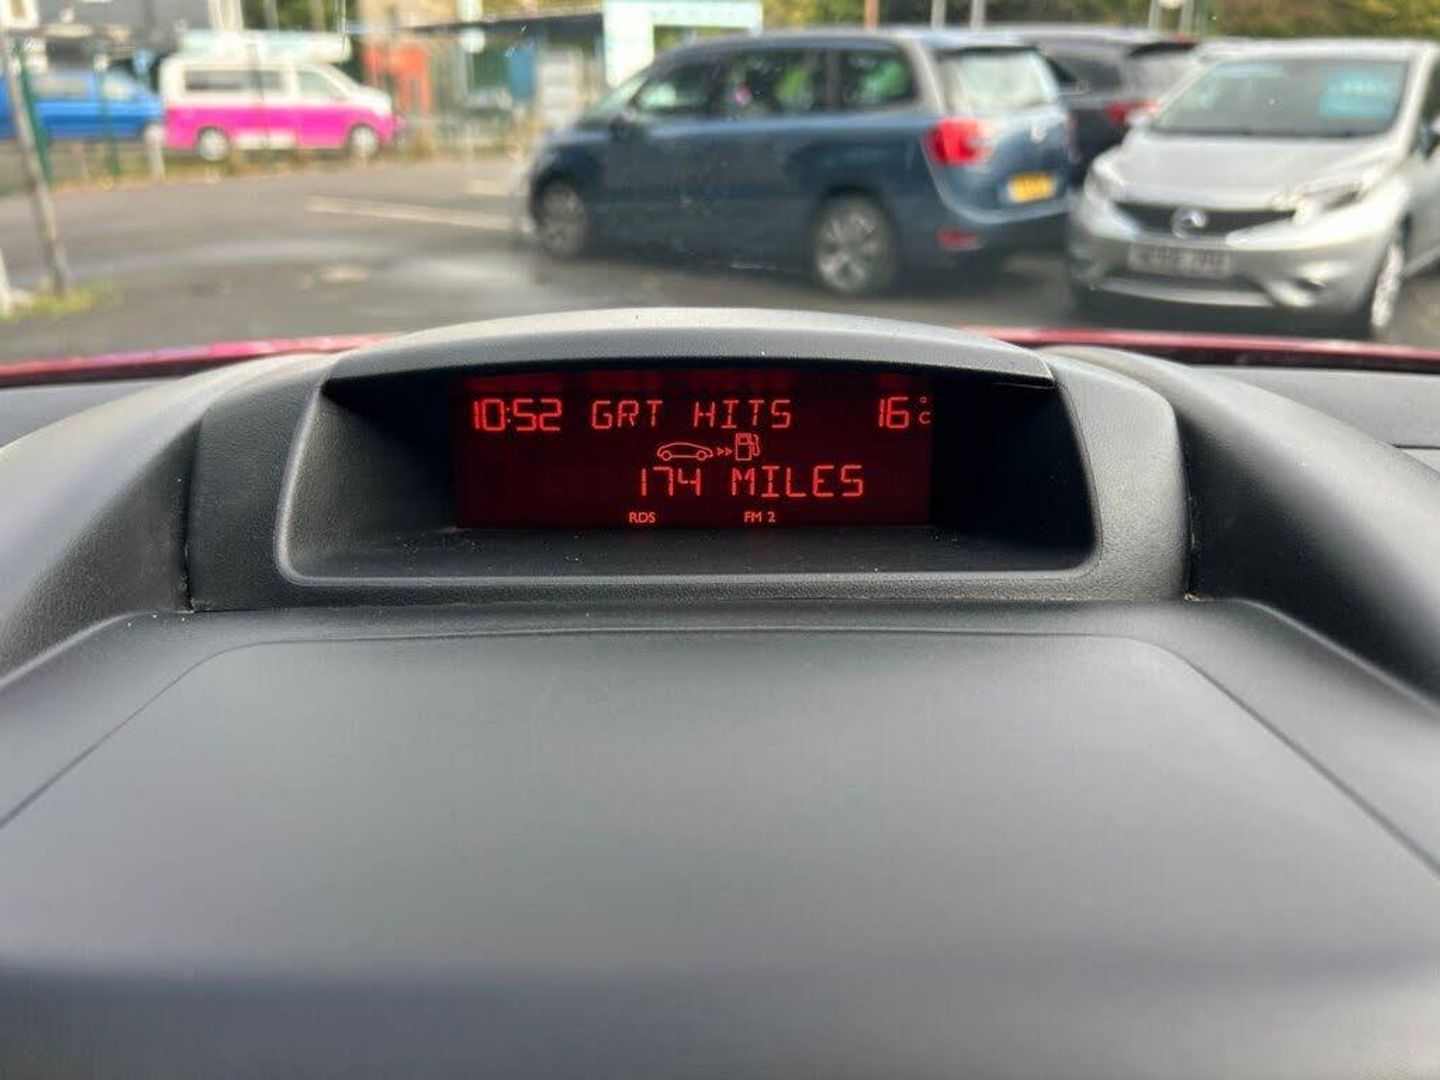 10:52 GRT HITS 16°C
174 MILES
RDS FM 2